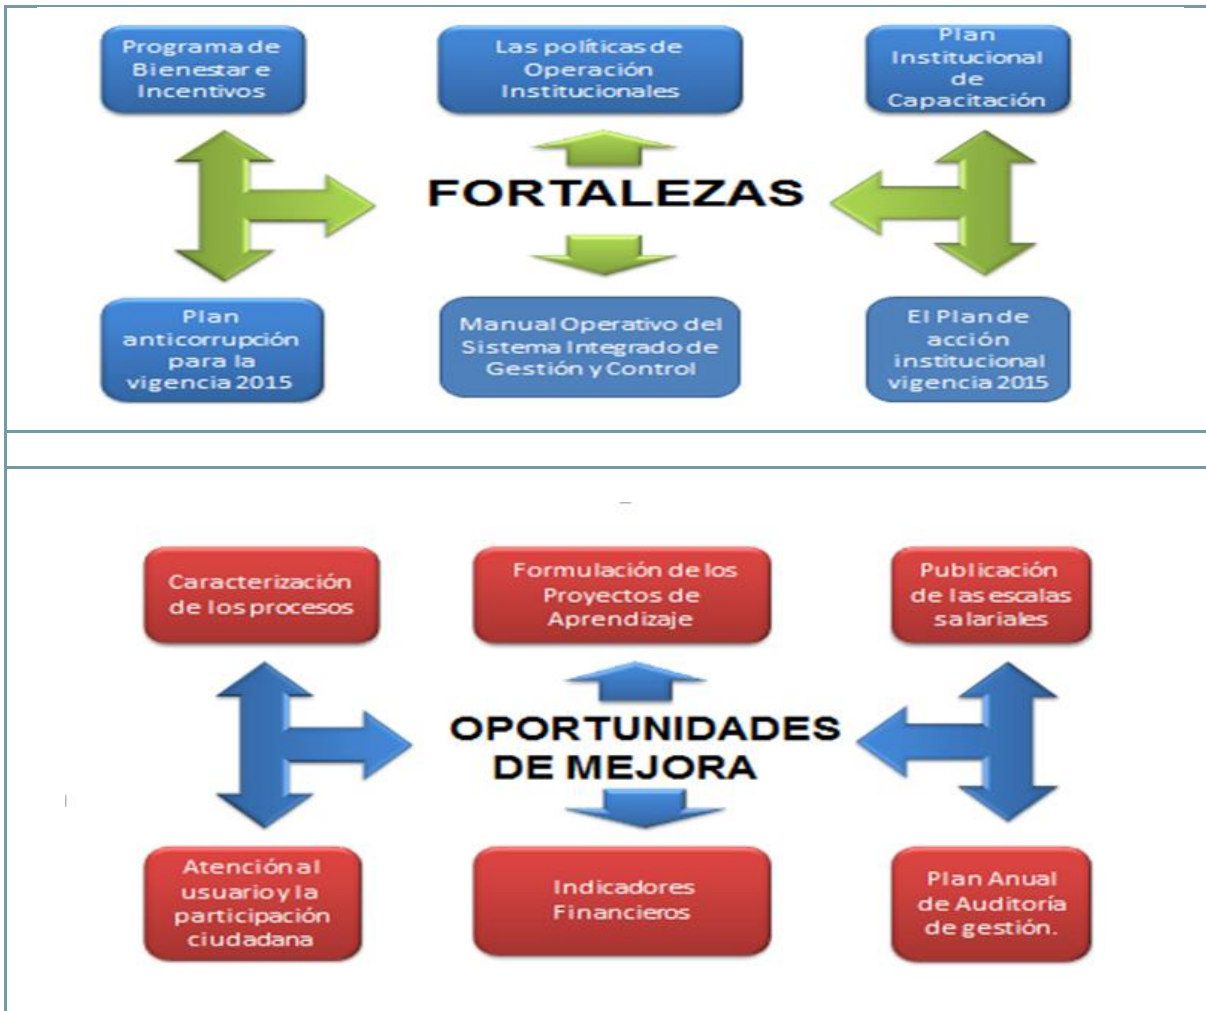 Programa de
Bienestar e
Incentivos
Las políticas de
Operación
Institucionales
Plan
Institucional
de
Capacitación
FORTALEZAS
Plan
anticorrupción
para la
vigencia 2015
Manual Operativo del
Sistema Integrado de
Gestión y Control
El Plan de
acción
institucional
vigencia 2015
Caracterización
de los procesos
Formulación de los
Proyectos de
Aprendizaje
Publicación
de las escalas
salariales
OPORTUNIDADES
DE MEJORA
Atención al
usuario y la
participación
ciudadana
Indicadores
Financieros
Plan Anual
de Auditoría
de gestión.